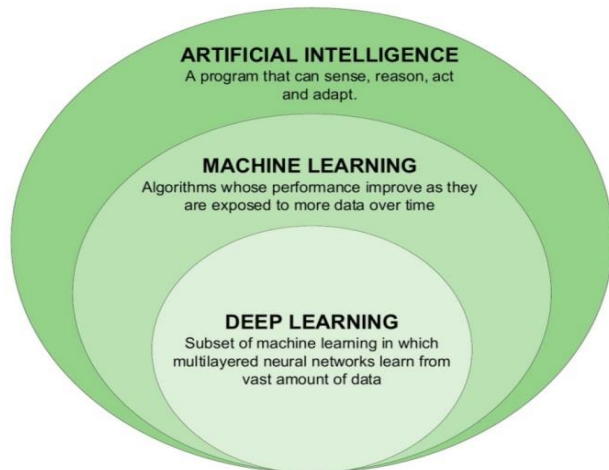 ARTIFICIAL INTELLIGENCE
A program that can sense, reason, act
and adapt.
MACHINE LEARNING
Algorithms whose performance improve as they
are exposed to more data over time
DEEP LEARNING
Subset of machine learning in which
multilayered neural networks learn from
vast amount of data